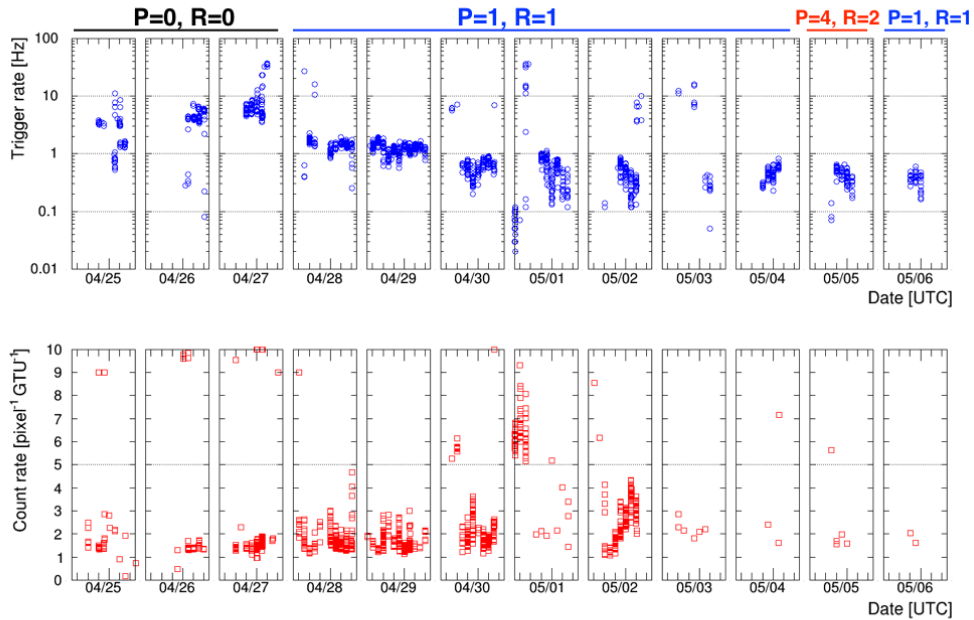 P=0, R=0 P=1, R=1 P=4, R=2 P=1, R=1
100
10
1
0.1
0.01
Trigger rate [Hz]
04/25 04/26 04/27 04/28 04/29 04/30 05/01 05/02 05/03 05/04 05/05 05/06
Date [UTC]
10
9
8
7
6
5
4
3
2
1
0
Count rate [pixel⁻¹ GTU⁻¹]
04/25 04/26 04/27 04/28 04/29 04/30 05/01 05/02 05/03 05/04 05/05 05/06
Date [UTC]